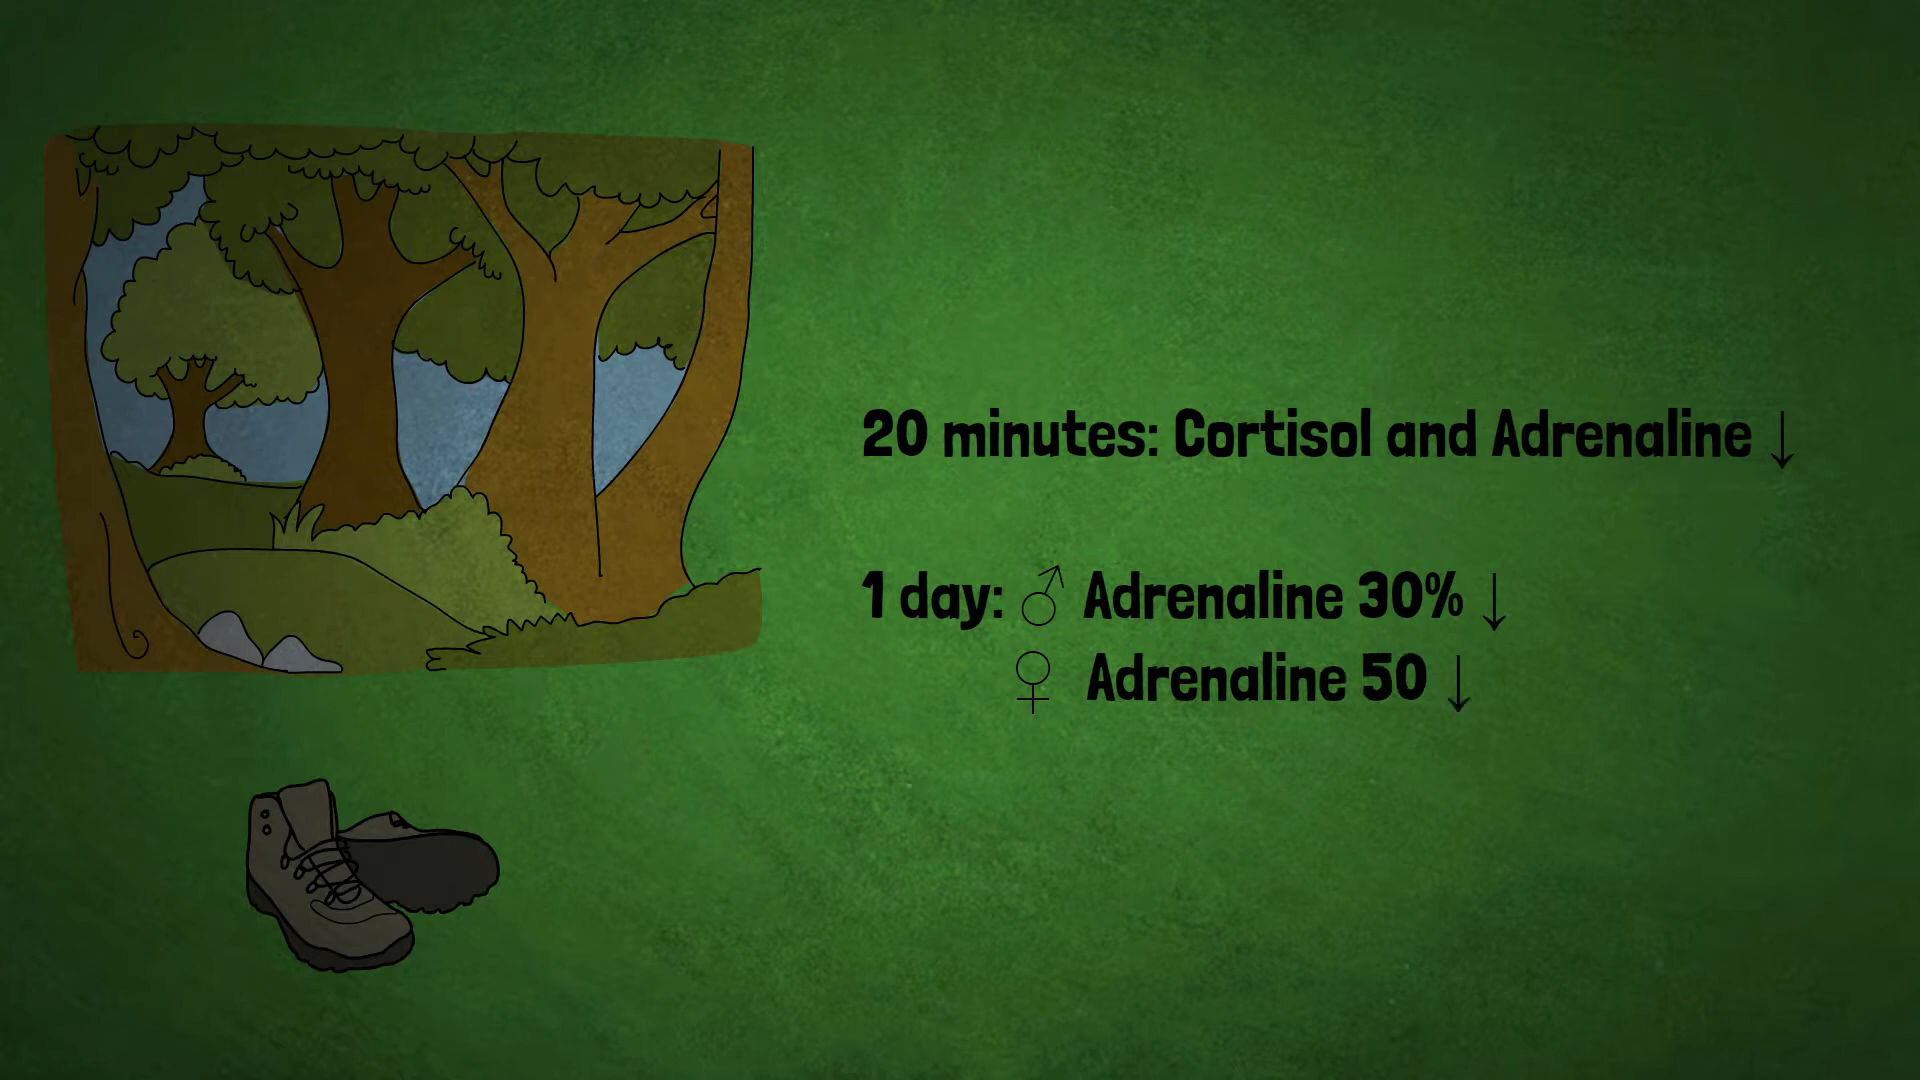 20 minutes: Cortisol and Adrenaline ↓
1 day: ♂ Adrenaline 30% ↓
♀ Adrenaline 50 ↓